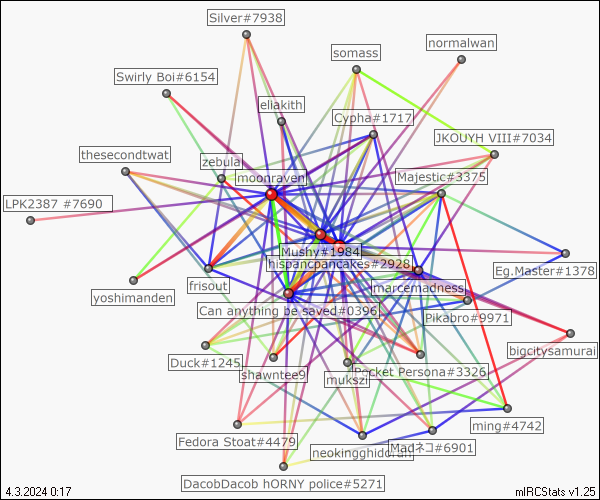 Silver#7938
normalwan
somass
Swirly Boi#6154
eliakith
Cypha#1717
JKOUYH VIII#7034
thesecondtwat
zebula
moonraven
Majestic#3375
LPK2387 #7690
Mushy#1984
hispanicpancakes#2928
Eg.Master#1378
frisout
marcemadness
yoshimanden
Can anything be saved#0396
Pikabro#9971
bigcitysamurai
Duck#1245
shawntee9
mukszi
Pocket Persona#3326
ming#4742
Fedora Stoat#4479
neokingghidorah
Madネコ#6901
DacobDacob hORNY police#5271
4.3.2024 0:17
mIRCStats v1.25